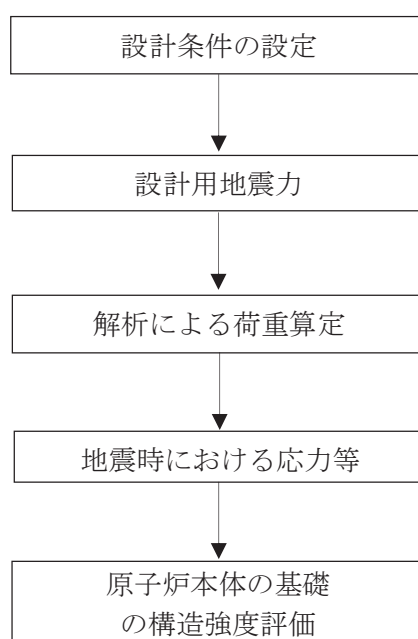 設計条件の設定
設計用地震力
解析による荷重算定
地震時における応力等
原子炉本体の基礎
の構造強度評価